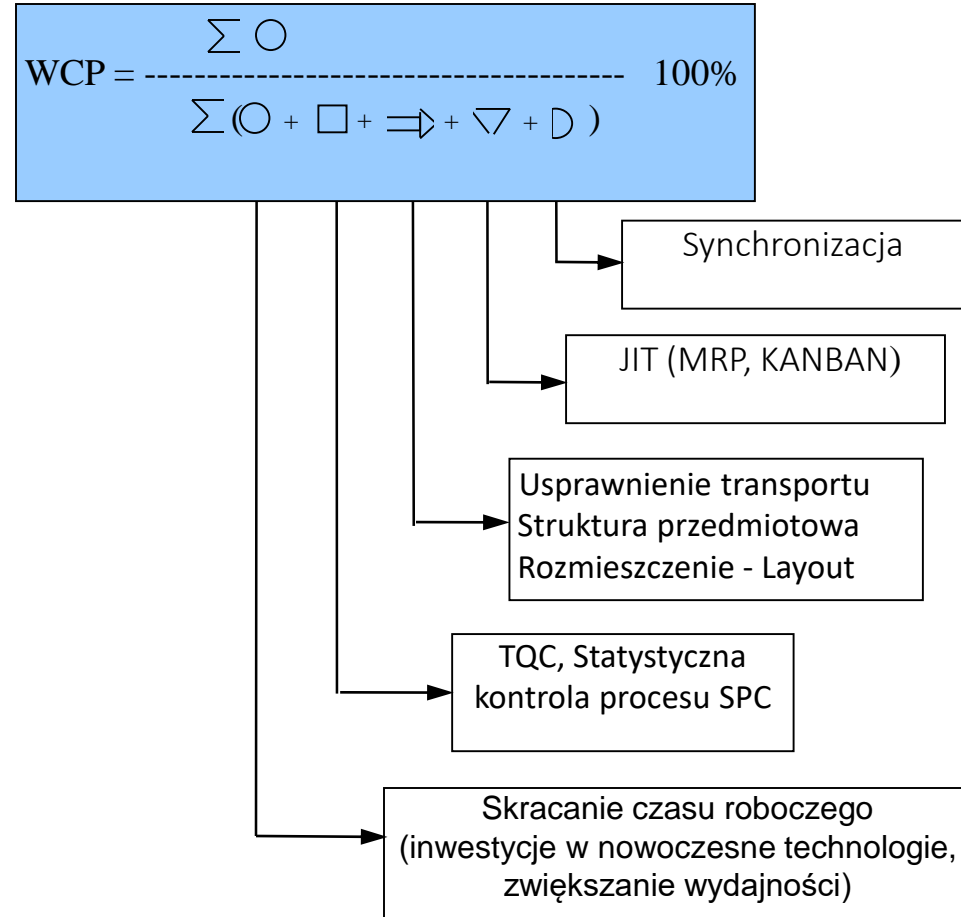 ∑ ○
WCP = ---------------------------------------- 100%
∑ (○ + □ + ⇒ + ▽ + D )
Synchronizacja
JIT (MRP, KANBAN)
Usprawnienie transportu
Struktura przedmiotowa
Rozmieszczenie - Layout
TQC, Statystyczna
kontrola procesu SPC
Skracanie czasu roboczego
(inwestycje w nowoczesne technologie,
zwiększanie wydajności)